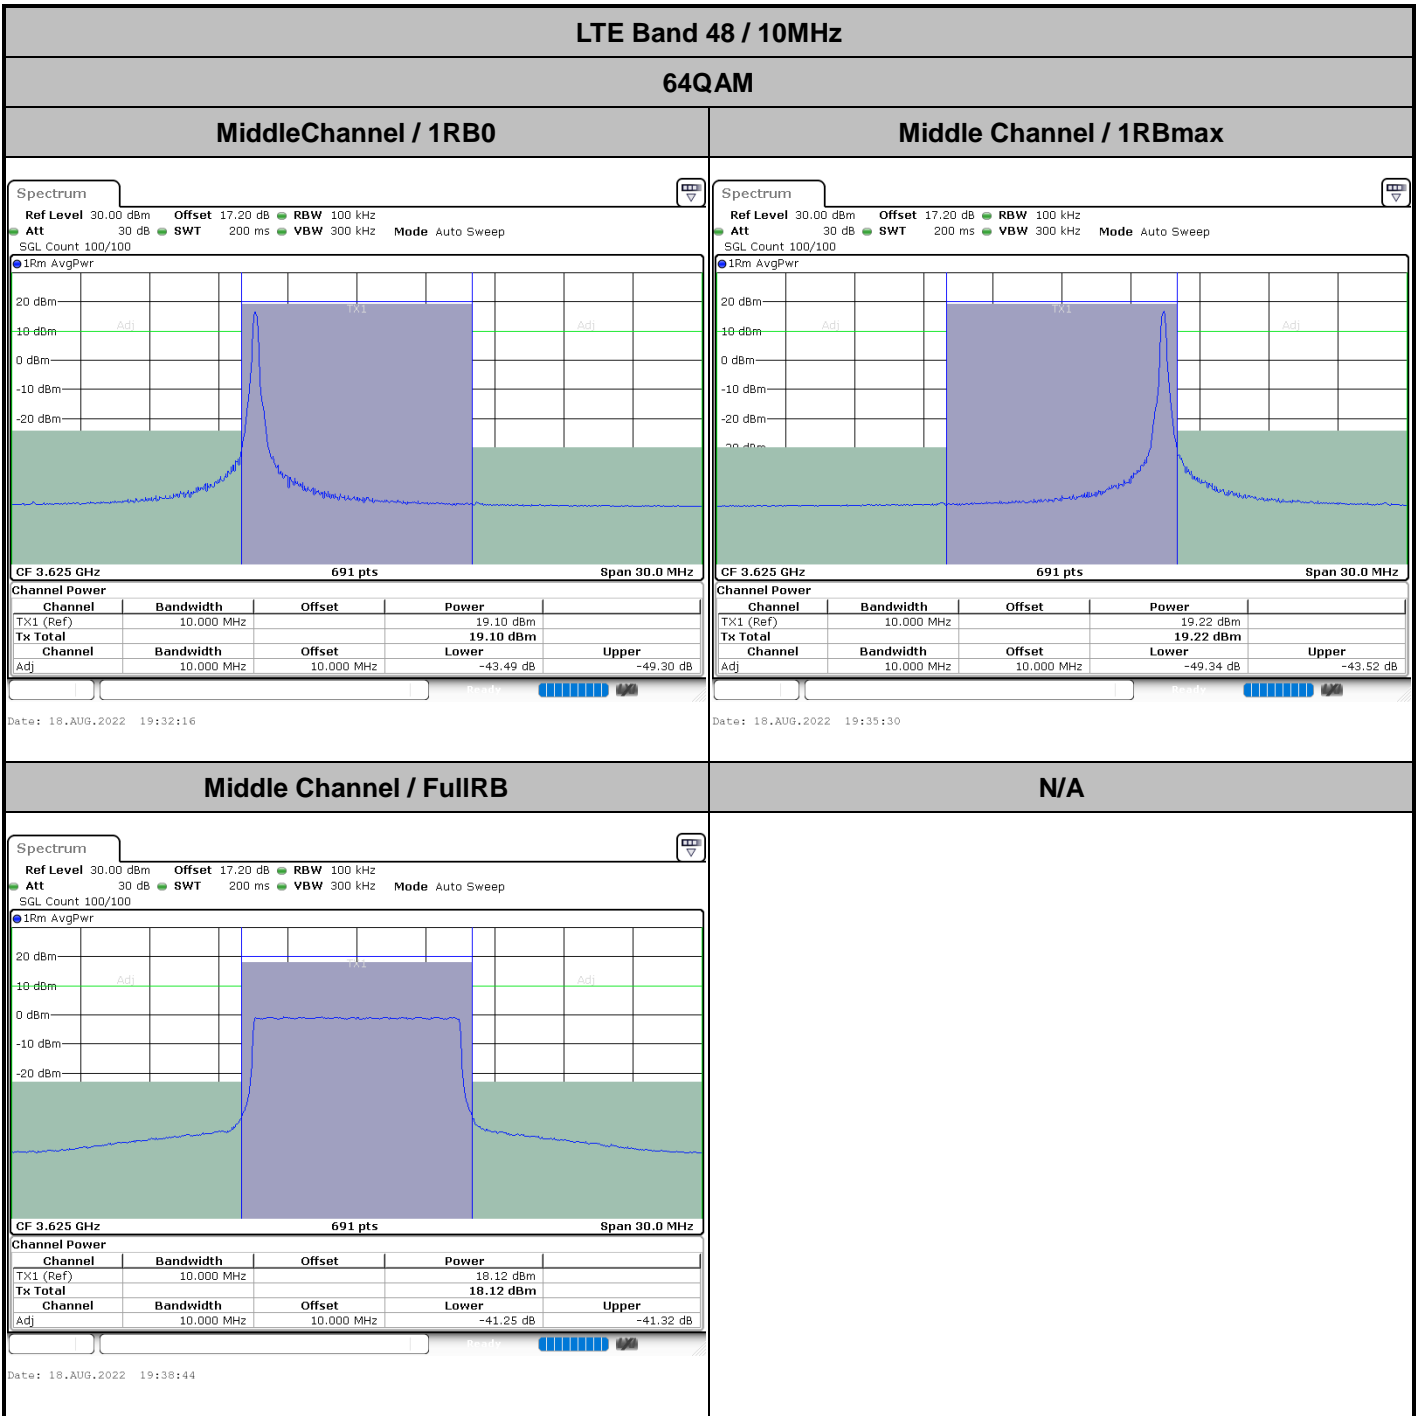 LTE Band 48 / 10MHz
64QAM
MiddleChannel / 1RB0
Middle Channel / 1RBmax
Spectrum
Ref Level 30.00 dBm Offset 17.20 dB RBW 100 kHz
Att 30 dB SWT 200 ms VBW 300 kHz Mode Auto Sweep
SGL Count 100/100
1Rm AvgPwr
TX1
20 dBm
Adj
Adj
10 dBm
0 dBm
-10 dBm
-20 dBm
CF 3.625 GHz 691 pts Span 30.0 MHz
Channel Power
Channel Bandwidth Offset Power
TX1 (Ref) 10.000 MHz 19.10 dBm
Tx Total 19.10 dBm
Channel Bandwidth Offset Lower Upper
Adj 10.000 MHz 10.000 MHz -43.49 dB -49.30 dB
Ready
Date: 18.AUG.2022 19:32:16
Spectrum
Ref Level 30.00 dBm Offset 17.20 dB RBW 100 kHz
Att 30 dB SWT 200 ms VBW 300 kHz Mode Auto Sweep
SGL Count 100/100
1Rm AvgPwr
TX1
20 dBm
Adj
Adj
10 dBm
0 dBm
-10 dBm
-20 dBm
CF 3.625 GHz 691 pts Span 30.0 MHz
Channel Power
Channel Bandwidth Offset Power
TX1 (Ref) 10.000 MHz 19.22 dBm
Tx Total 19.22 dBm
Channel Bandwidth Offset Lower Upper
Adj 10.000 MHz 10.000 MHz -49.34 dB -43.52 dB
Ready
Date: 18.AUG.2022 19:35:30
Middle Channel / FullRB
N/A
Spectrum
Ref Level 30.00 dBm Offset 17.20 dB RBW 100 kHz
Att 30 dB SWT 200 ms VBW 300 kHz Mode Auto Sweep
SGL Count 100/100
1Rm AvgPwr
20 dBm
TX1
Adj
Adj
10 dBm
0 dBm
-10 dBm
-20 dBm
CF 3.625 GHz 691 pts Span 30.0 MHz
Channel Power
Channel Bandwidth Offset Power
TX1 (Ref) 10.000 MHz 18.12 dBm
Tx Total 18.12 dBm
Channel Bandwidth Offset Lower Upper
Adj 10.000 MHz 10.000 MHz -41.25 dB -41.32 dB
Ready
Date: 18.AUG.2022 19:38:44